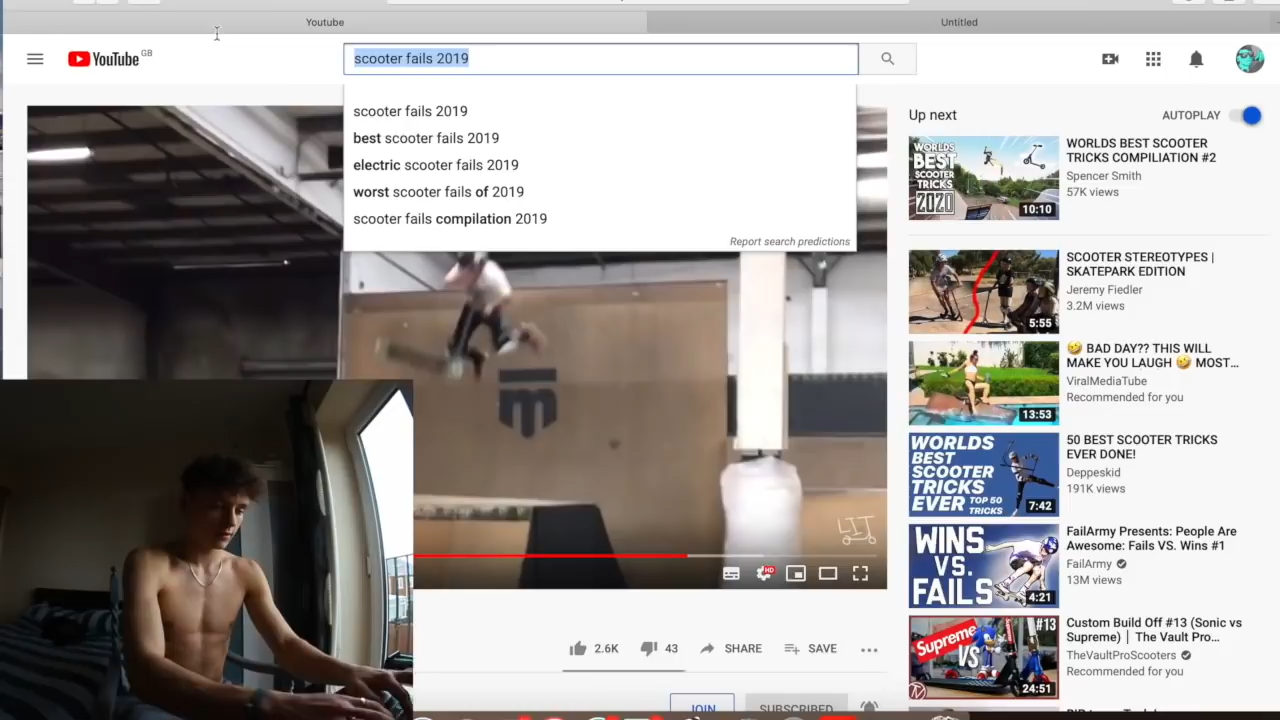 Youtube
Untitled
YouTube GB
scooter fails 2019
scooter fails 2019
best scooter fails 2019
electric scooter fails 2019
worst scooter fails of 2019
scooter fails compilation 2019
Report search predictions
LIT
HD
2.6K
43
SHARE
SAVE
JOIN
SUBSCRIBED
Up next
AUTOPLAY
WORLDS
BEST
SCOOTER
TRICKS
2020
10:10
WORLDS BEST SCOOTER
TRICKS COMPILIATION #2
Spencer Smith
57K views
5:55
SCOOTER STEREOTYPES |
SKATEPARK EDITION
Jeremy Fiedler
3.2M views
13:53
🤣 BAD DAY?? THIS WILL
MAKE YOU LAUGH 🤣 MOST...
ViralMediaTube
Recommended for you
WORLDS
BEST
SCOOTER
TRICKS
EVER TOP 50
TRICKS
7:42
50 BEST SCOOTER TRICKS
EVER DONE!
Deppeskid
191K views
WINS
VS.
FAILS
4:21
FailArmy Presents: People Are
Awesome: Fails VS. Wins #1
FailArmy
13M views
#13
Supreme
VS
24:51
Custom Build Off #13 (Sonic vs
Supreme) | The Vault Pro...
TheVaultProScooters
Recommended for you